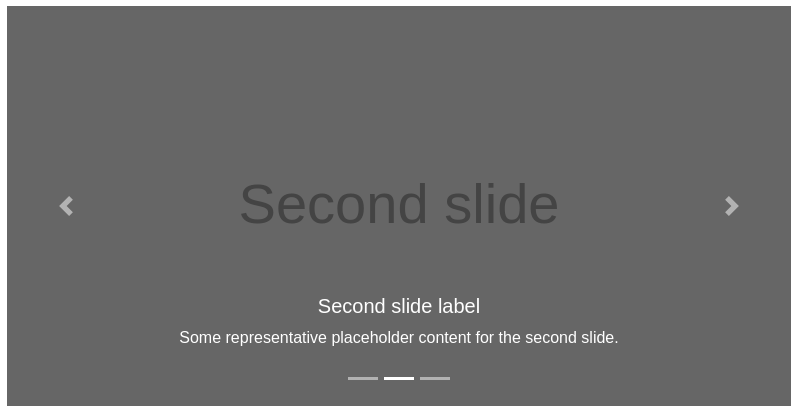 Second slide
Second slide label
Some representative placeholder content for the second slide.